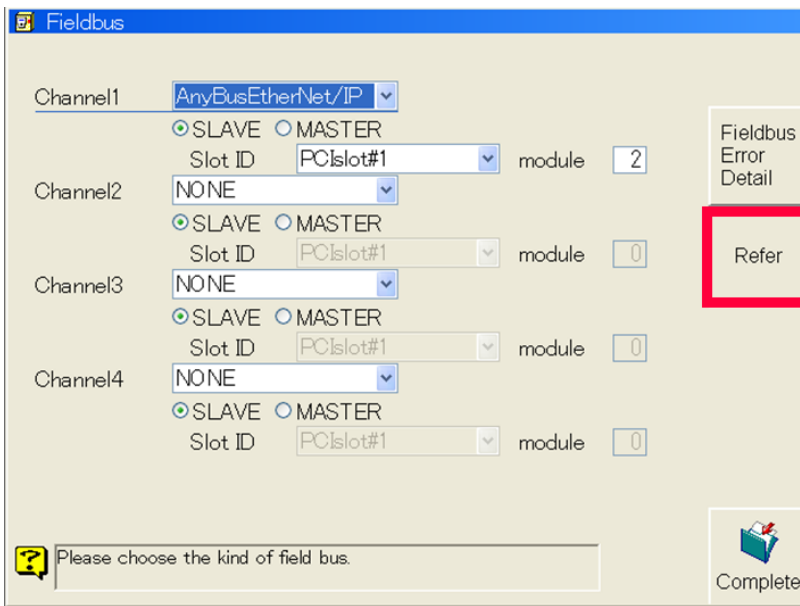 Fieldbus
Channel1 AnyBusEtherNet/IP
SLAVE MASTER
Slot ID PCIslot#1 module 2
Channel2 NONE
SLAVE MASTER
Slot ID PCIslot#1 module 0
Channel3 NONE
SLAVE MASTER
Slot ID PCIslot#1 module 0
Channel4 NONE
SLAVE MASTER
Slot ID PCIslot#1 module 0
Fieldbus
Error
Detail
Refer
Please choose the kind of field bus.
Complete